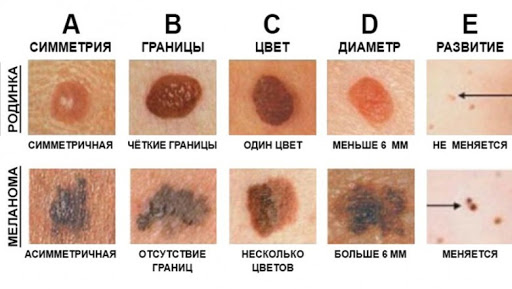 A B C D E
СИММЕТРИЯ ГРАНИЦЫ ЦВЕТ ДИАМЕТР РАЗВИТИЕ
РОДИНКА
СИММЕТРИЧНАЯ ЧЁТКИЕ ГРАНИЦЫ ОДИН ЦВЕТ МЕНЬШЕ 6 ММ НЕ МЕНЯЕТСЯ
МЕЛАНОМА
АСИММЕТРИЧНАЯ ОТСУТСТВИЕ ГРАНИЦ НЕСКОЛЬКО ЦВЕТОВ БОЛЬШЕ 6 ММ МЕНЯЕТСЯ